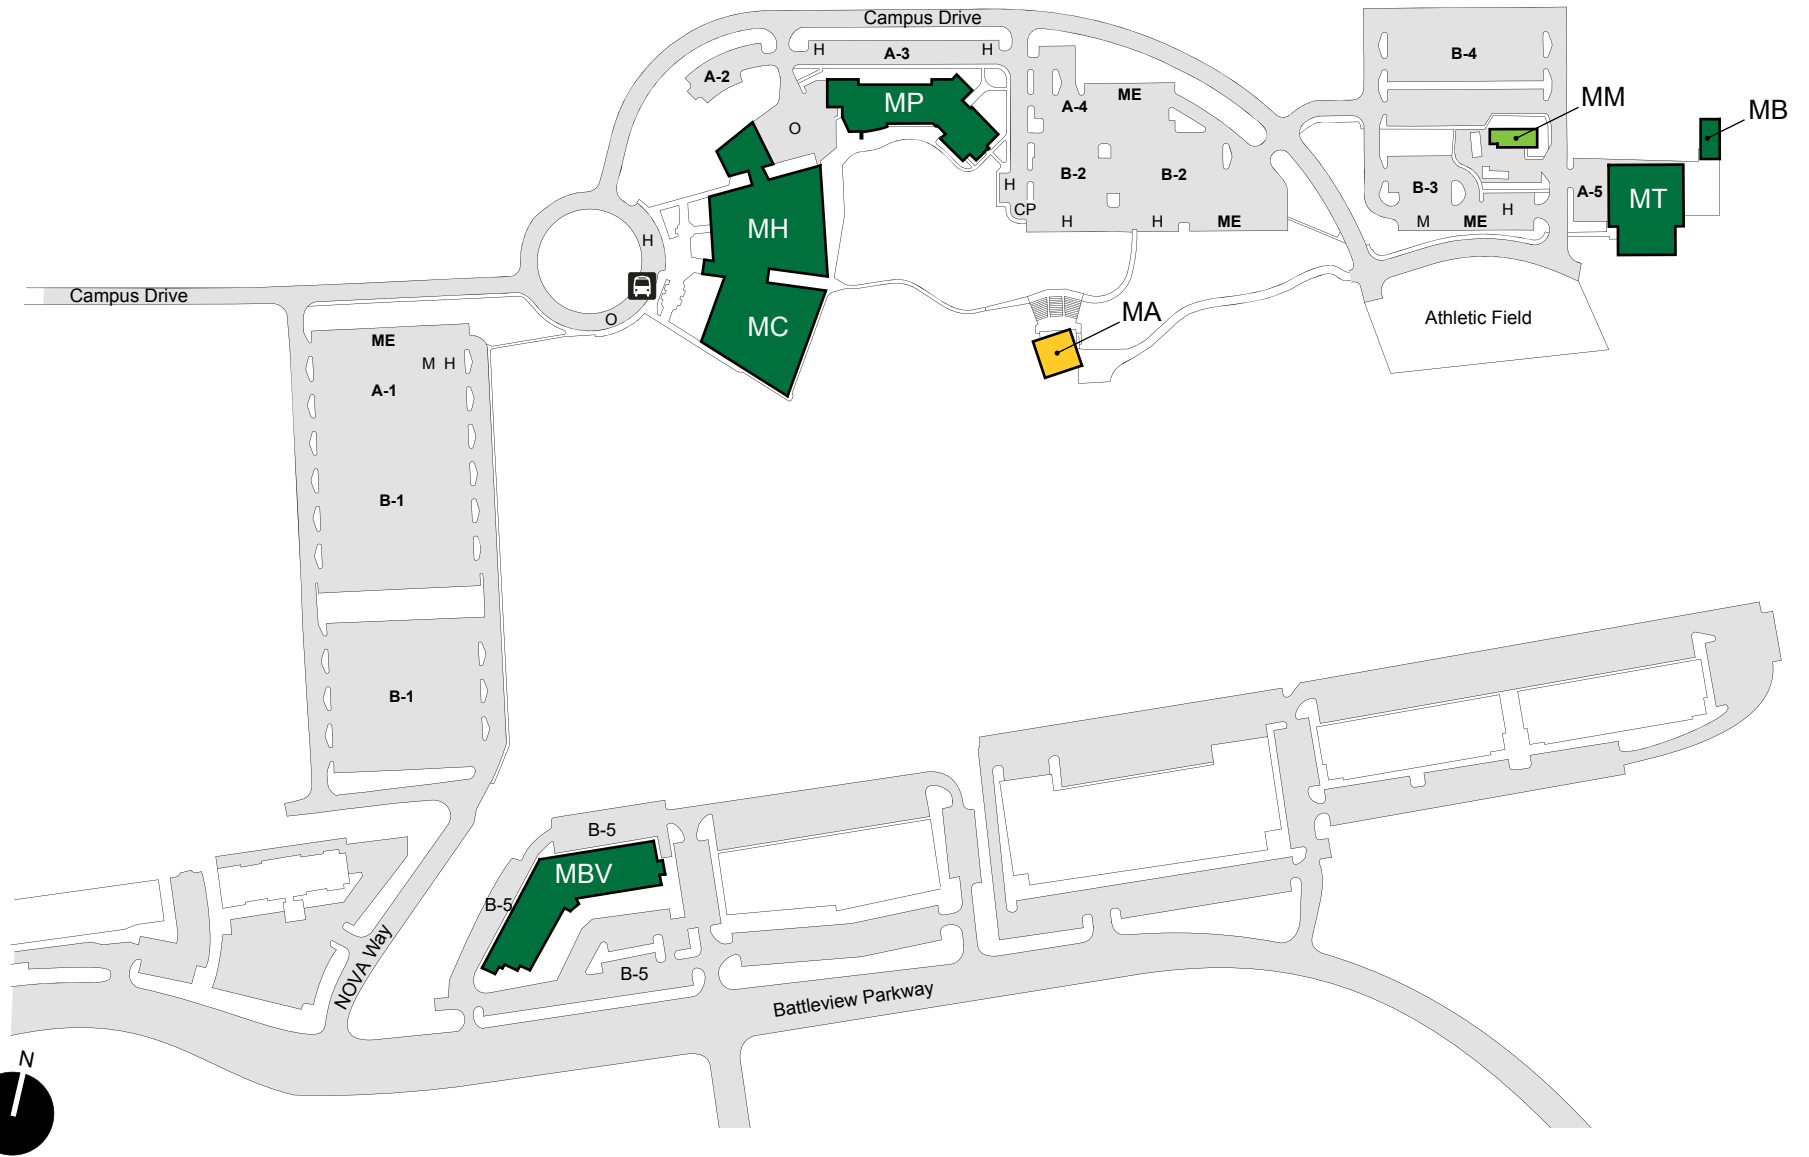 Campus Drive
H
A-3
H
B-4
A-2
MP
A-4
ME
MM
MB
O
B-2
B-2
H
CP
H
H
ME
B-3
M
ME
H
A-5
MT
MH
H
Campus Drive
O
MC
MA
Athletic Field
ME
M H
A-1
B-1
B-1
B-5
MBV
B-5
B-5
NOVA Way
Battleview Parkway
N